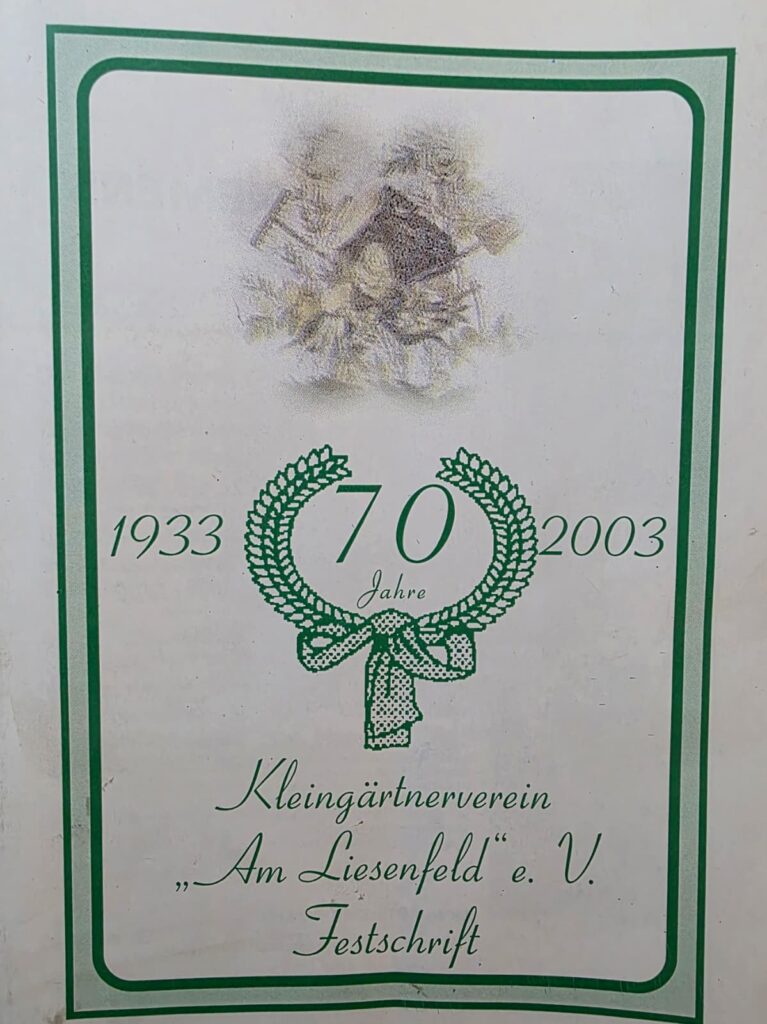 1933 70 2003
Jahre
Kleingärtnerverein
„Am Liesenfeld“ e. V.
Festschrift